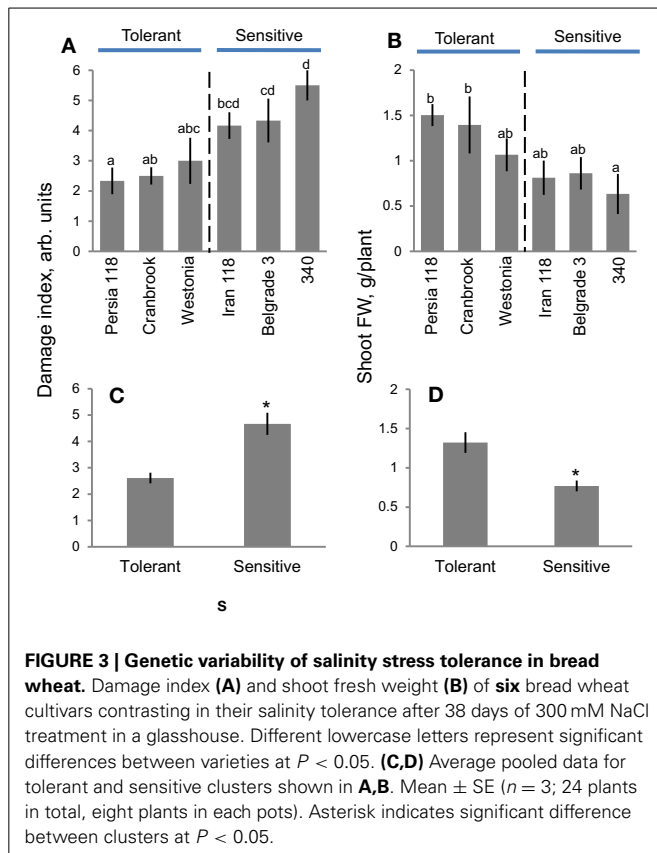 A
Tolerant
Sensitive
Damage index, arb. units
6
5
4
3
2
1
0
a
ab
abc
bcd
cd
d
Persia 118
Cranbrook
Westonia
Iran 118
Belgrade 3
340
B
Tolerant
Sensitive
Shoot FW, g/plant
2
1.5
1
0.5
0
b
b
ab
ab
ab
a
Persia 118
Cranbrook
Westonia
Iran 118
Belgrade 3
340
C
6
5
4
3
2
1
0
*
Tolerant
Sensitive
S
D
2
1.5
1
0.5
0
*
Tolerant
Sensitive
FIGURE 3 | Genetic variability of salinity stress tolerance in bread
wheat. Damage index (A) and shoot fresh weight (B) of six bread wheat
cultivars contrasting in their salinity tolerance after 38 days of 300 mM NaCl
treatment in a glasshouse. Different lowercase letters represent significant
differences between varieties at P < 0.05. (C,D) Average pooled data for
tolerant and sensitive clusters shown in A,B. Mean ± SE (n = 3; 24 plants
in total, eight plants in each pots). Asterisk indicates significant difference
between clusters at P < 0.05.